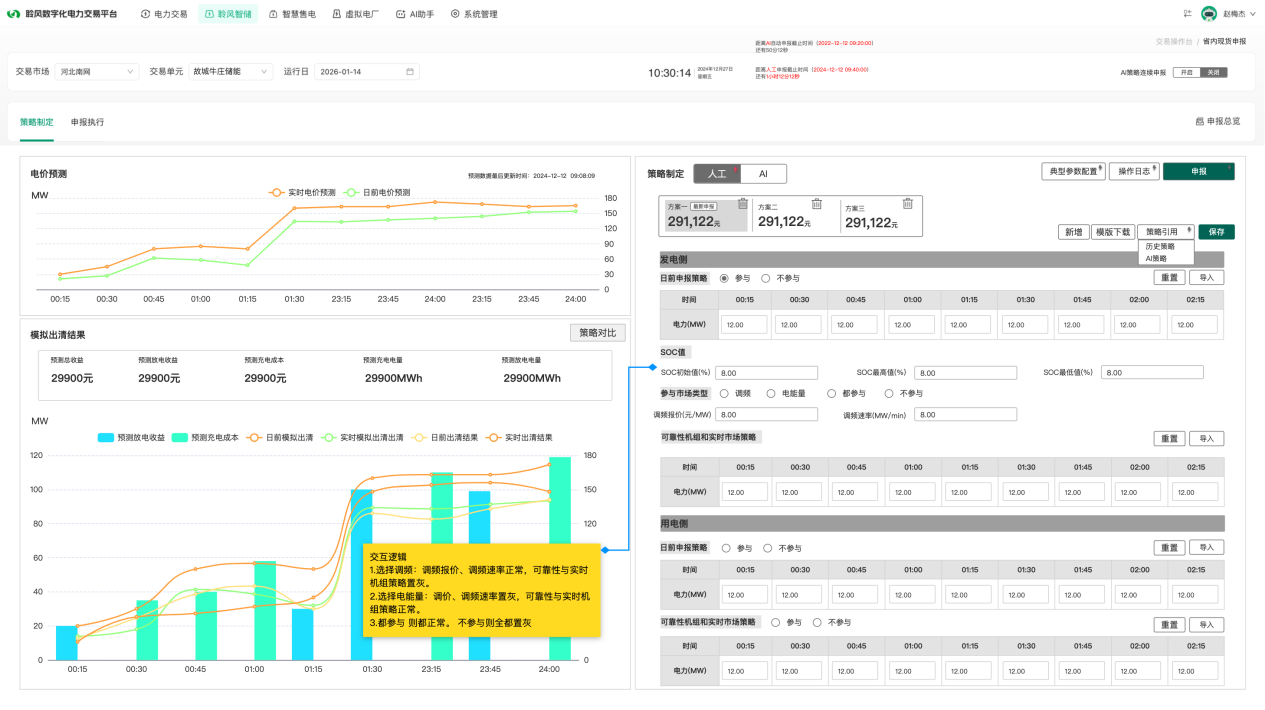 聆风数字化电力交易平台
电力交易
聆风智储
智慧售电
虚拟电厂
AI助手
系统管理
赵梅杰
交易操作台 / 省内现货申报
交易市场 河北南网
交易单元 故城牛庄储能
运行日 2026-01-14
10:30:14
2024年12月27日
星期五
距离AI自动申报截止时间（2022-12-12 09:20:00）
还有50分12秒
距离人工申报截止时间（2024-12-12 09:40:00）
还有1小时12分12秒
AI策略连续申报 开启 关闭
策略制定
申报执行
申报总览
电价预测
预测数据最后更新时间：2024-12-12 09:08:09
MW
实时电价预测 日前电价预测
180
150
120
90
60
30
0
00:15 00:30 00:45 01:00 01:15 01:30 23:15 23:45 24:00 23:15 23:45 24:00
模拟出清结果
策略对比
预测总收益 预测放电收益 预测充电成本 预测充电电量 预测放电电量
29900元 29900元 29900元 29900MWh 29900MWh
MW
预测放电收益 预测充电成本 日前模拟出清 实时模拟出清出清 日前出清结果 实时出清结果
120
100
80
60
40
20
0
180
150
120
0
00:15 00:30 00:45 01:00 01:15 01:30 23:15 23:45 24:00
交互逻辑
1.选择调频：调频报价、调频速率正常，可靠性与实时
机组策略置灰。
2.选择电能量：调价、调频速率置灰，可靠性与实时机
组策略正常。
3.都参与 则都正常。 不参与则全都置灰
策略制定 人工 AI
典型参数配置 操作日志 申报
方案一 最新申报
291,122元
方案二
291,122元
方案三
291,122元
新增 模版下载 策略引用 保存
历史策略
AI策略
发电侧
日前申报策略 参与 不参与 重置 导入
时间 00:15 00:30 00:45 01:00 01:15 01:30 01:45 02:00 02:15
电力(MW) 12.00 12.00 12.00 12.00 12.00 12.00 12.00 12.00 12.00
SOC值
SOC初始值(%) 8.00 SOC最高值(%) 8.00 SOC最低值(%) 8.00
参与市场类型 调频 电能量 都参与 不参与
调频报价(元/MW) 8.00 调频速率(MW/min) 8.00
可靠性机组和实时市场策略 重置 导入
时间 00:15 00:30 00:45 01:00 01:15 01:30 01:45 02:00 02:15
电力(MW) 12.00 12.00 12.00 12.00 12.00 12.00 12.00 12.00 12.00
用电侧
日前申报策略 参与 不参与 重置 导入
时间 00:15 00:30 00:45 01:00 01:15 01:30 01:45 02:00 02:15
电力(MW) 12.00 12.00 12.00 12.00 12.00 12.00 12.00 12.00 12.00
可靠性机组和实时市场策略 参与 不参与 重置 导入
时间 00:15 00:30 00:45 01:00 01:15 01:30 01:45 02:00 02:15
电力(MW) 12.00 12.00 12.00 12.00 12.00 12.00 12.00 12.00 12.00